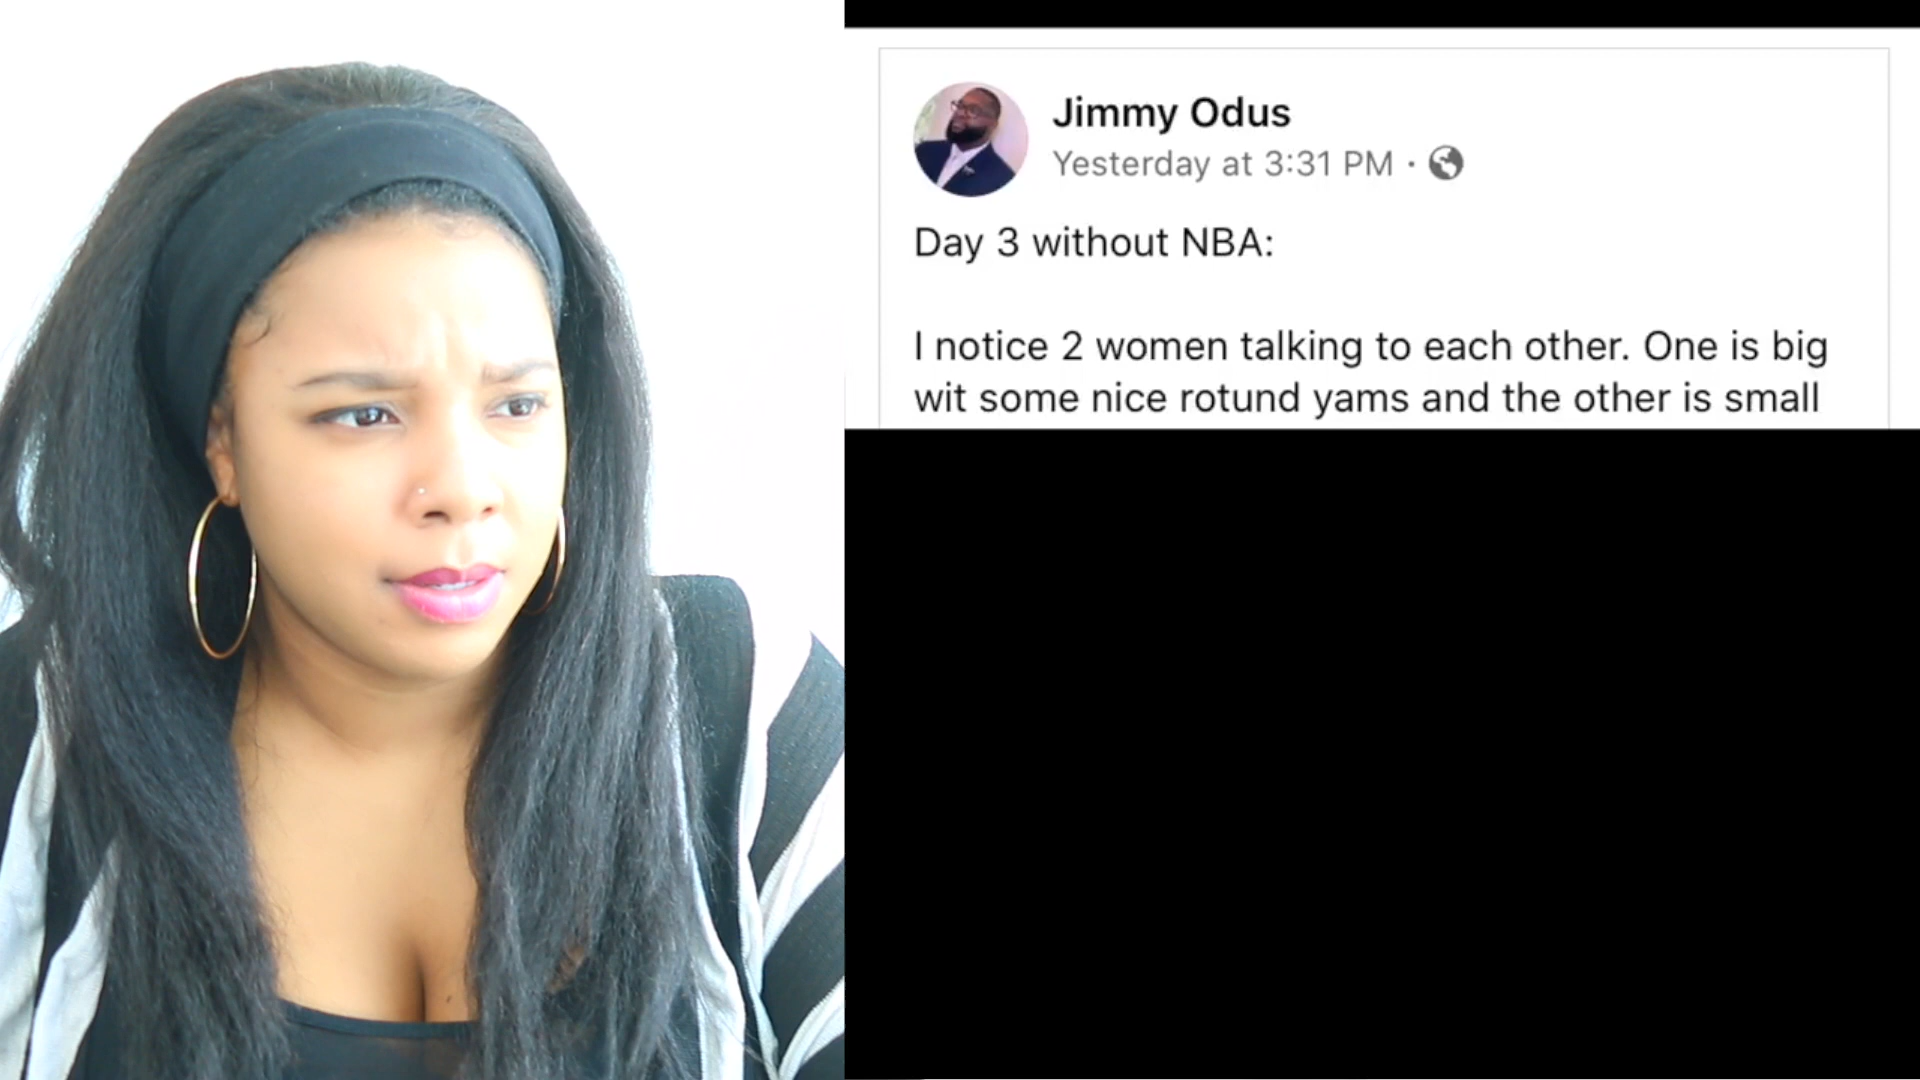 Jimmy Odus
Yesterday at 3:31 PM ·
Day 3 without NBA:
I notice 2 women talking to each other. One is big
wit some nice rotund yams and the other is small